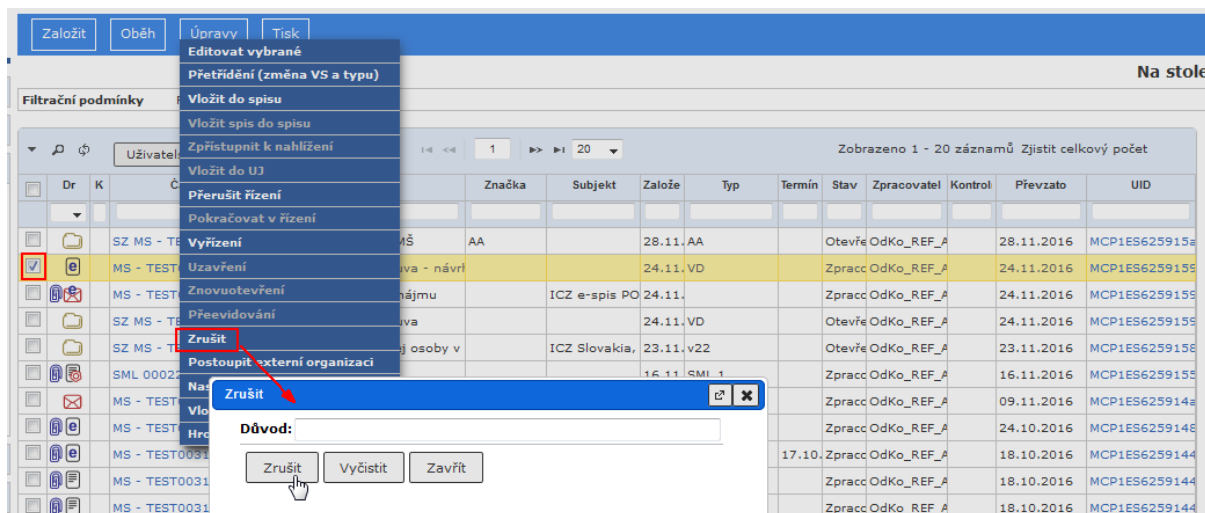 Založit Oběh Úpravy Tisk
Editovat vybrané
Přetřídění (změna VS a typu)
Na stole
Filtrační podmínky
Vložit do spisu
Vložit spis do spisu
Zpřístupnit k nahlížení
1 20
Zobrazeno 1 - 20 záznamů Zjistit celkový počet
Vložit do UJ
Přerušit řízení
Dr K Značka Subjekt Založe Typ Termín Stav Zpracovatel Kontrol Převzato UID
Pokračovat v řízení
SZ MS - Vyřízení MŠ AA 28.11. AA Otevře OdKo_REF_A 28.11.2016 MCP1ES625915a
MS - TEST Uzavření - návrh 24.11. VD Zpracc OdKo_REF_A 24.11.2016 MCP1ES6259159
Znovuotevření
MS - TEST nájmu ICZ e-spis PO 24.11. Zpracc OdKo_REF_A 24.11.2016 MCP1ES6259159
Přeevidování
SZ MS - 24.11. VD Otevře OdKo_REF_A 24.11.2016 MCP1ES6259159
Zrušit
SZ MS - osoby v ICZ Slovakia, 23.11. v22 Otevře OdKo_REF_A 23.11.2016 MCP1ES6259158
Postoupit externí organizaci
SML 00022 16.11. SML 1 Zpracc OdKo_REF_A 16.11.2016 MCP1ES6259155
Zrušit
MS - TEST Zpracc OdKo_REF_A 09.11.2016 MCP1ES625914a
Důvod:
MS - TEST Zpracc OdKo_REF_A 24.10.2016 MCP1ES6259148
MS - TEST0031 17.10. Zpracc OdKo_REF_A 18.10.2016 MCP1ES6259144
Zrušit Vyčistit Zavřít
MS - TEST0031 Zpracc OdKo_REF_A 18.10.2016 MCP1ES6259144
MS - TEST0031 Zpracc OdKo_REF_A 18.10.2016 MCP1ES6259144